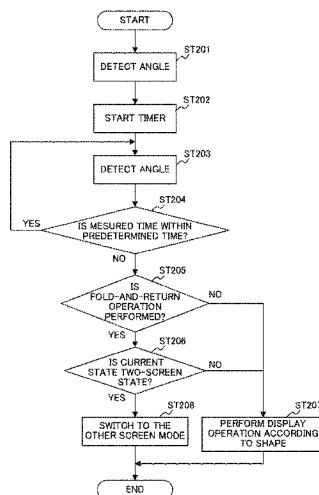 START
ST201
DETECT ANGLE
ST202
START TIMER
ST203
DETECT ANGLE
ST204
YES
IS MESURED TIME WITHIN
PREDETERMINED TIME?
NO
ST205
IS
FOLD-AND-RETURN
OPERATION
PERFORMED?
NO
YES
ST206
IS CURRENT
STATE TWO-SCREEN
STATE?
NO
YES
ST208
ST207
SWITCH TO THE
OTHER SCREEN MODE
PERFORM DISPLAY
OPERATION ACCORDING
TO SHAPE
END